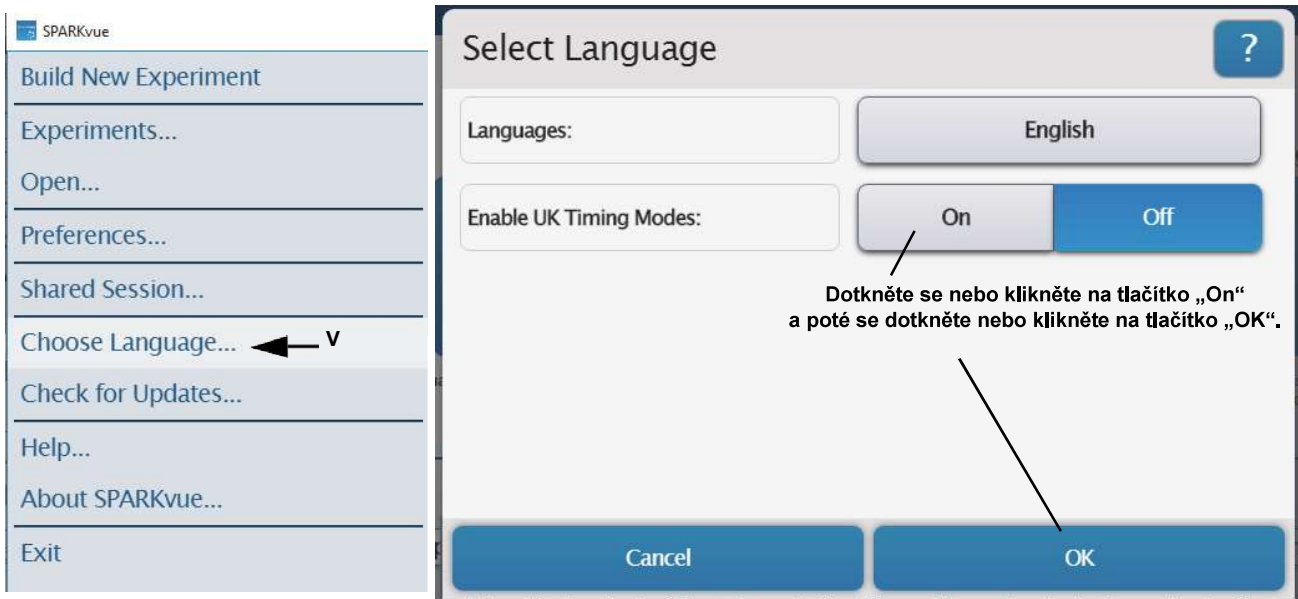 SPARKvue
Build New Experiment
Experiments...
Open...
Preferences...
Shared Session...
Choose Language... V
Check for Updates...
Help...
About SPARKvue...
Exit
Select Language ?
Languages: English
Enable UK Timing Modes: On Off
Dotkněte se nebo klikněte na tlačítko „On“
a poté se dotkněte nebo klikněte na tlačítko „OK“.
Cancel OK